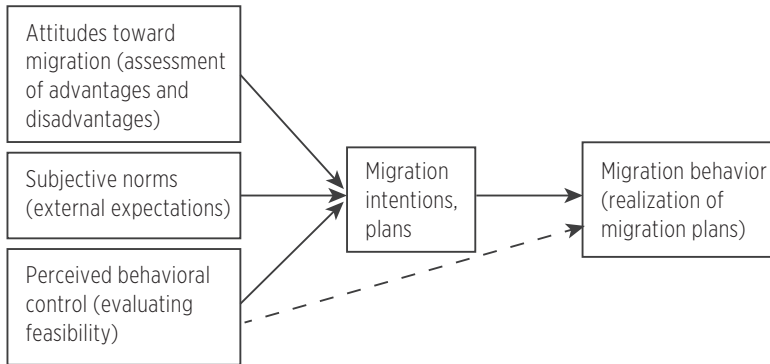 Attitudes toward
migration (assessment
of advantages and
disadvantages)
Subjective norms
(external expectations)
Perceived behavioral
control (evaluating
feasibility)
Migration
intentions,
plans
Migration behavior
(realization of
migration plans)